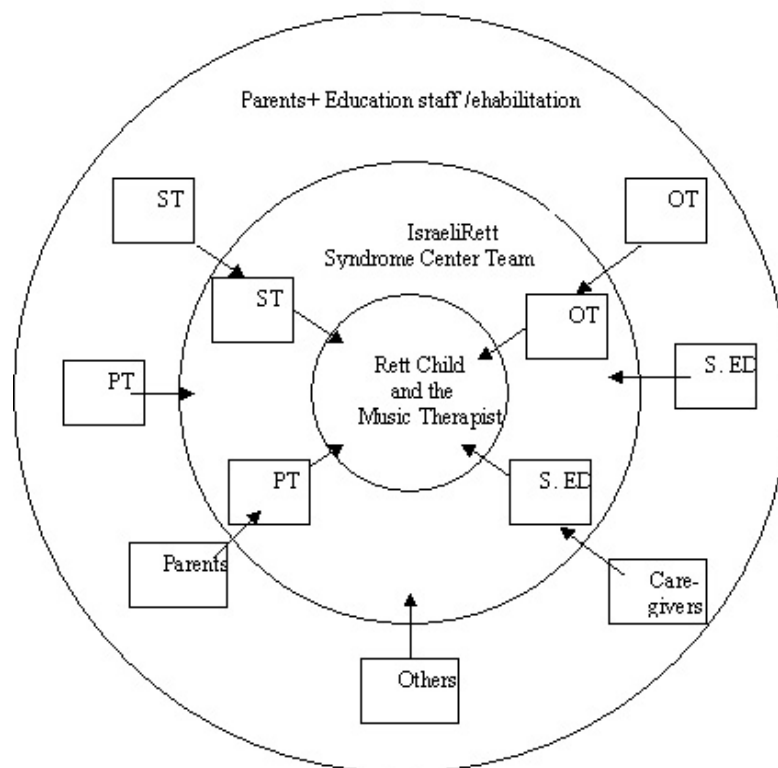 Parents+ Education staff /ehabilitation
ST
OT
IsraeliRett
Syndrome Center Team
ST
OT
Rett Child
and the
Music Therapist
PT
S. ED
PT
S. ED
Parents
Care-
givers
Others